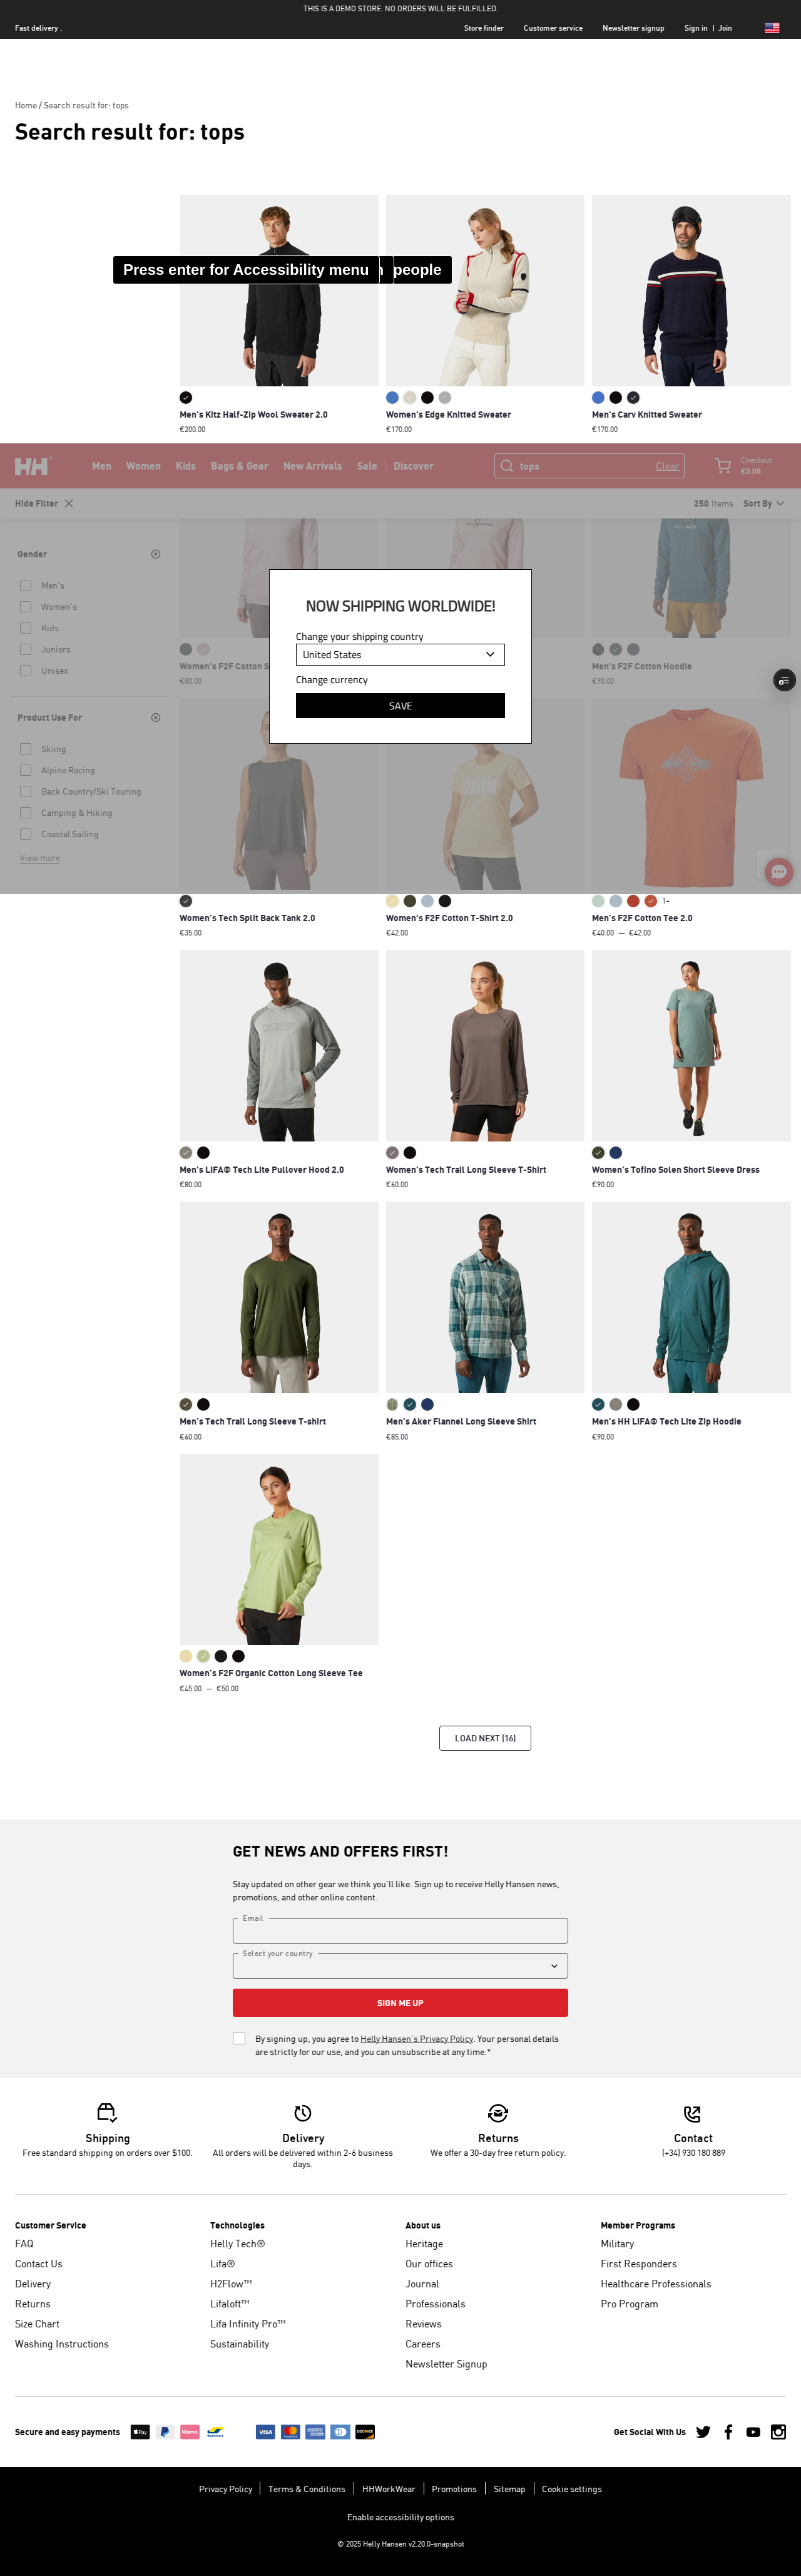 THIS IS A DEMO STORE. NO ORDERS WILL BE FULFILLED.
Fast delivery .
Store finder
Customer service
Newsletter signup
Sign in | Join
Home / Search result for: tops
Search result for: tops
Press enter for Accessibility menu
people
Men's Kitz Half-Zip Wool Sweater 2.0
€200.00
Women's Edge Knitted Sweater
€170.00
Men's Carv Knitted Sweater
€170.00
HH
Men
Women
Kids
Bags & Gear
New Arrivals
Sale
Discover
tops
Clear
Checkout
€0.00
Hide Filter
250 Items
Sort By
Gender
Men's
Women's
Kids
Juniors
Unisex
Product Use For
Skiing
Alpine Racing
Back Country/Ski Touring
Camping & Hiking
Coastal Sailing
View more
Women's F2F Cotton S
€80.00
Men's F2F Cotton Hoodie
€90.00
NOW SHIPPING WORLDWIDE!
Change your shipping country
United States
Change currency
SAVE
Women's Tech Split Back Tank 2.0
€35.00
Women's F2F Cotton T-Shirt 2.0
€42.00
1+
Men's F2F Cotton Tee 2.0
€40.00 — €42.00
Men's LIFA® Tech Lite Pullover Hood 2.0
€80.00
Women's Tech Trail Long Sleeve T-Shirt
€60.00
Women's Tofino Solen Short Sleeve Dress
€90.00
Men's Tech Trail Long Sleeve T-shirt
€60.00
Men's Aker Flannel Long Sleeve Shirt
€85.00
Men's HH LIFA® Tech Lite Zip Hoodie
€90.00
Women's F2F Organic Cotton Long Sleeve Tee
€45.00 — €50.00
LOAD NEXT (16)
GET NEWS AND OFFERS FIRST!
Stay updated on other gear we think you'll like. Sign up to receive Helly Hansen news,
promotions, and other online content.
Email
Select your country
SIGN ME UP
By signing up, you agree to Helly Hansen's Privacy Policy. Your personal details
are strictly for our use, and you can unsubscribe at any time.*
Shipping
Free standard shipping on orders over $100.
Delivery
All orders will be delivered within 2-6 business
days.
Returns
We offer a 30-day free return policy.
Contact
(+34) 930 180 889
Customer Service
FAQ
Contact Us
Delivery
Returns
Size Chart
Washing Instructions
Technologies
Helly Tech®
Lifa®
H2Flow™
Lifaloft™
Lifa Infinity Pro™
Sustainability
About us
Heritage
Our offices
Journal
Professionals
Reviews
Careers
Newsletter Signup
Member Programs
Military
First Responders
Healthcare Professionals
Pro Program
Secure and easy payments
Pay
Klarna.
VISA
Get Social With Us
Privacy Policy
Terms & Conditions
HHWorkWear
Promotions
Sitemap
Cookie settings
Enable accessibility options
© 2025 Helly Hansen v2.20.0-snapshot